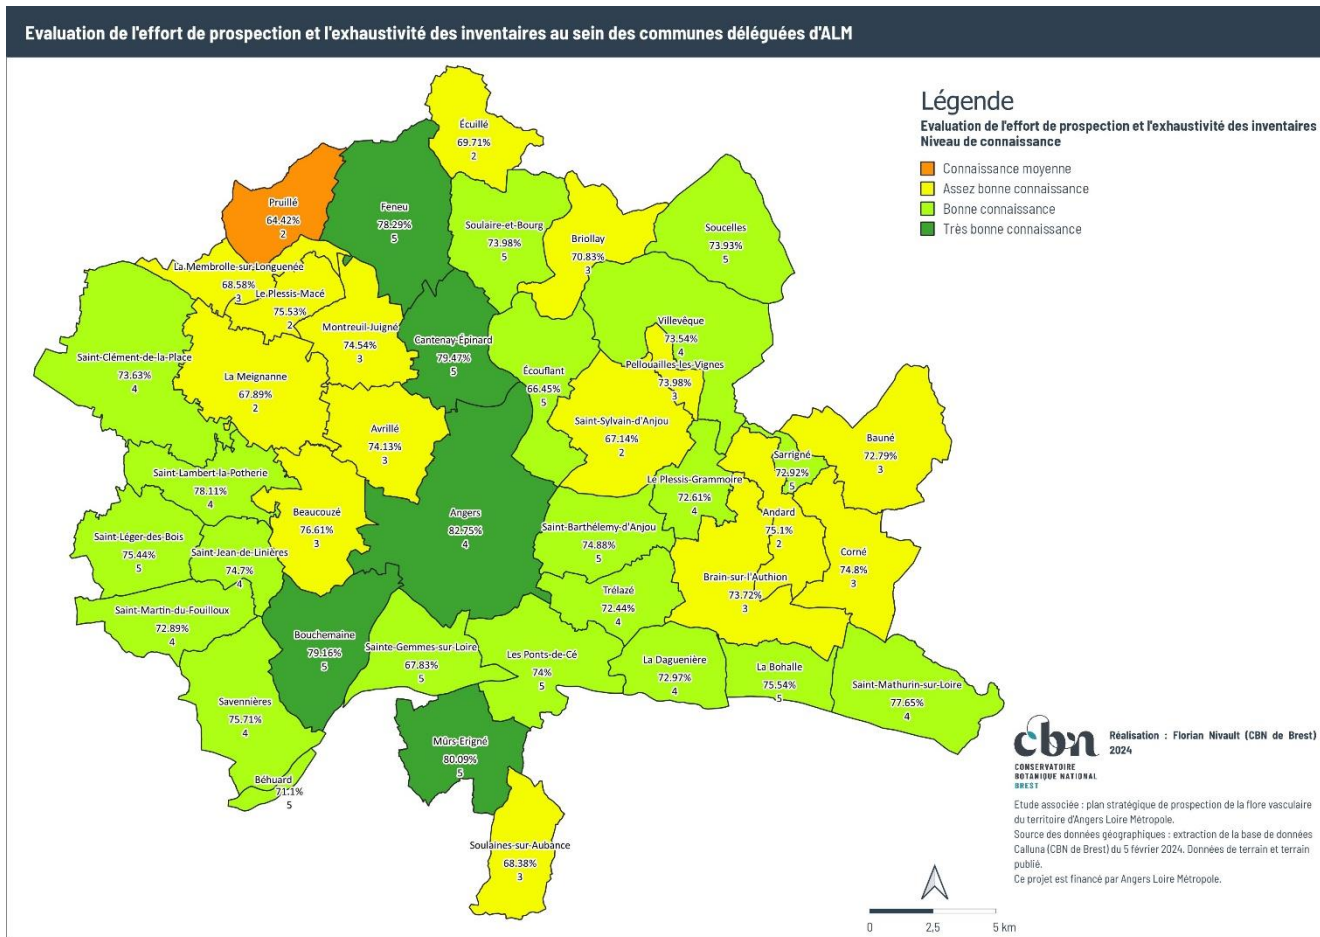 Evaluation de l'effort de prospection et l'exhaustivité des inventaires au sein des communes déléguées d'ALM
Légende
Evaluation de l'effort de prospection et l'exhaustivité des inventaires
Niveau de connaissance
Connaissance moyenne
Assez bonne connaissance
Bonne connaissance
Très bonne connaissance
Écuillé
69.71%
2
Pruillé
64.42%
2
Feneu
78.29%
5
Soulaire-et-Bourg
73.98%
5
Briollay
70.83%
3
Soucelles
73.93%
5
La Membrolle-sur-Longuenée
68.58%
3
Le Plessis-Macé
75.53%
2
Montreuil-Juigné
74.54%
3
Cantenay-Épinard
79.47%
5
Villevêque
73.54%
4
Saint-Clément-de-la-Place
73.63%
4
La Meignanne
67.89%
2
Écouflant
66.45%
5
Pellouailles-les-Vignes
73.98%
3
Avrillé
74.13%
3
Saint-Sylvain-d'Anjou
67.14%
2
Bauné
72.79%
3
Sarrigné
72.92%
5
Saint-Lambert-la-Potherie
78.11%
4
Le Plessis-Grammoire
72.61%
4
Beaucouzé
76.61%
3
Angers
82.75%
4
Andard
75.1%
2
Saint-Barthélemy-d'Anjou
74.88%
5
Saint-Léger-des-Bois
75.44%
5
Saint-Jean-de-Linières
74.7%
4
Corné
74.8%
3
Brain-sur-l'Authion
73.72%
3
Trélazé
72.44%
4
Saint-Martin-du-Fouilloux
72.89%
4
Bouchemaine
79.16%
5
Sainte-Gemmes-sur-Loire
67.83%
5
Les Ponts-de-Cé
74%
5
La Daguenière
72.97%
4
La Bohalle
75.54%
5
Saint-Mathurin-sur-Loire
77.65%
4
Savennières
75.71%
4
Mûrs-Erigné
80.09%
5
Béhuard
71.1%
5
Soulaines-sur-Aubance
68.38%
3
cbn
CONSERVATOIRE
BOTANIQUE NATIONAL
BREST
Réalisation : Florian Nivault (CBN de Brest)
2024
Etude associée : plan stratégique de prospection de la flore vasculaire
du territoire d'Angers Loire Métropole.
Source des données géographiques : extraction de la base de données
Calluna (CBN de Brest) du 5 février 2024. Données de terrain et terrain
publié.
Ce projet est financé par Angers Loire Métropole.
0 2,5 5 km